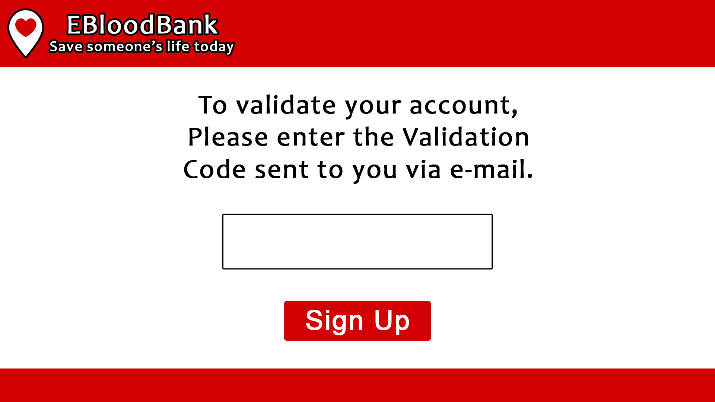 EBloodBank
Save someone's life today
To validate your account,
Please enter the Validation
Code sent to you via e-mail.
Sign Up